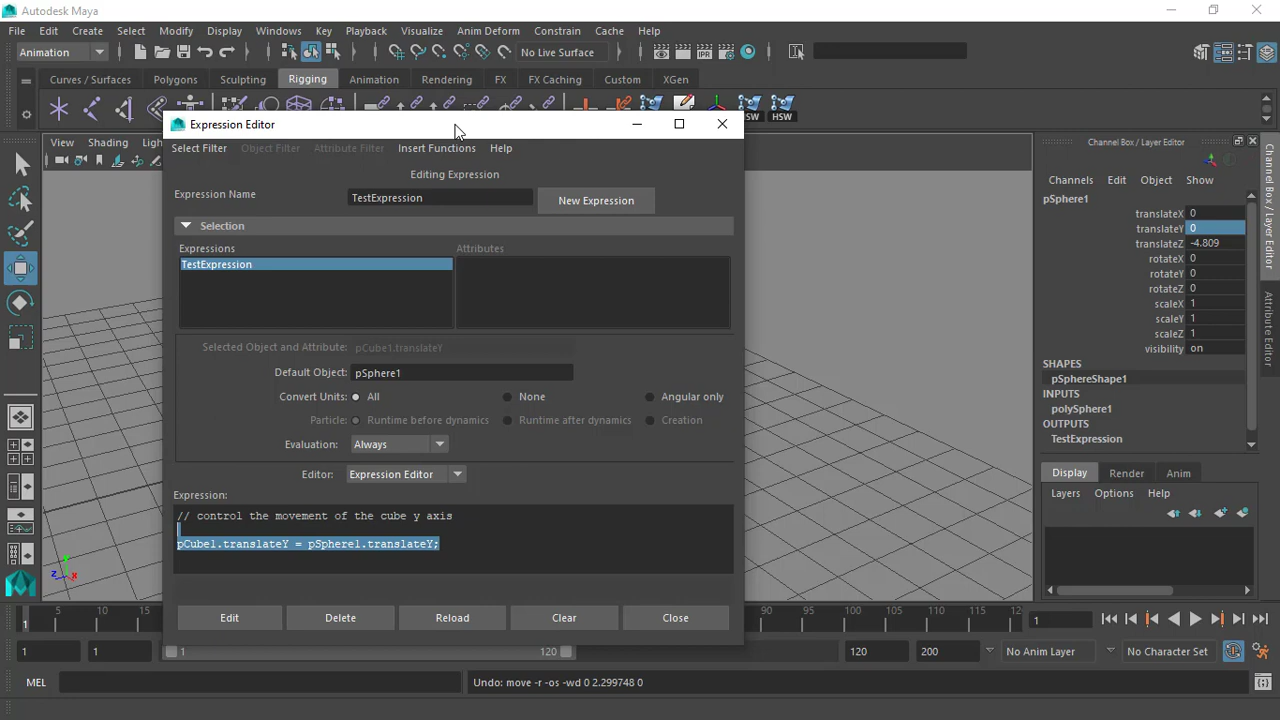 Autodesk Maya
File Edit Create Select Modify Display Windows Key Playback Visualize Anim Deform Constrain Cache Help
Animation No Live Surface
Curves / Surfaces Polygons Sculpting Rigging Animation Rendering FX FX Caching Custom XGen
IPR
HSW HSW
Expression Editor
Select Filter Object Filter Attribute Filter Insert Functions Help
Editing Expression
Expression Name TestExpression New Expression
Selection
Expressions Attributes
TestExpression
Selected Object and Attribute: pCube1.translateY
Default Object: pSphere1
Convert Units: All None Angular only
Particle: Runtime before dynamics Runtime after dynamics Creation
Evaluation: Always
Editor: Expression Editor
Expression:
// control the movement of the cube y axis
pCube1.translateY = pSphere1.translateY;
Edit Delete Reload Clear Close
View Shading Ligh
z y x
Channel Box / Layer Editor
Channels Edit Object Show
pSphere1
translateX 0
translateY 0
translateZ -4.809
rotateX 0
rotateY 0
rotateZ 0
scaleX 1
scaleY 1
scaleZ 1
visibility on
SHAPES
pSphereShape1
INPUTS
polySphere1
OUTPUTS
TestExpression
Display Render Anim
Layers Options Help
Channel Box / Layer Editor
Attribute Editor
1 5 10 15 90 95 100 105 110 115 12 1
1 1 1 120 120 200 No Anim Layer No Character Set
MEL Undo: move -r -os -wd 0 2.299748 0